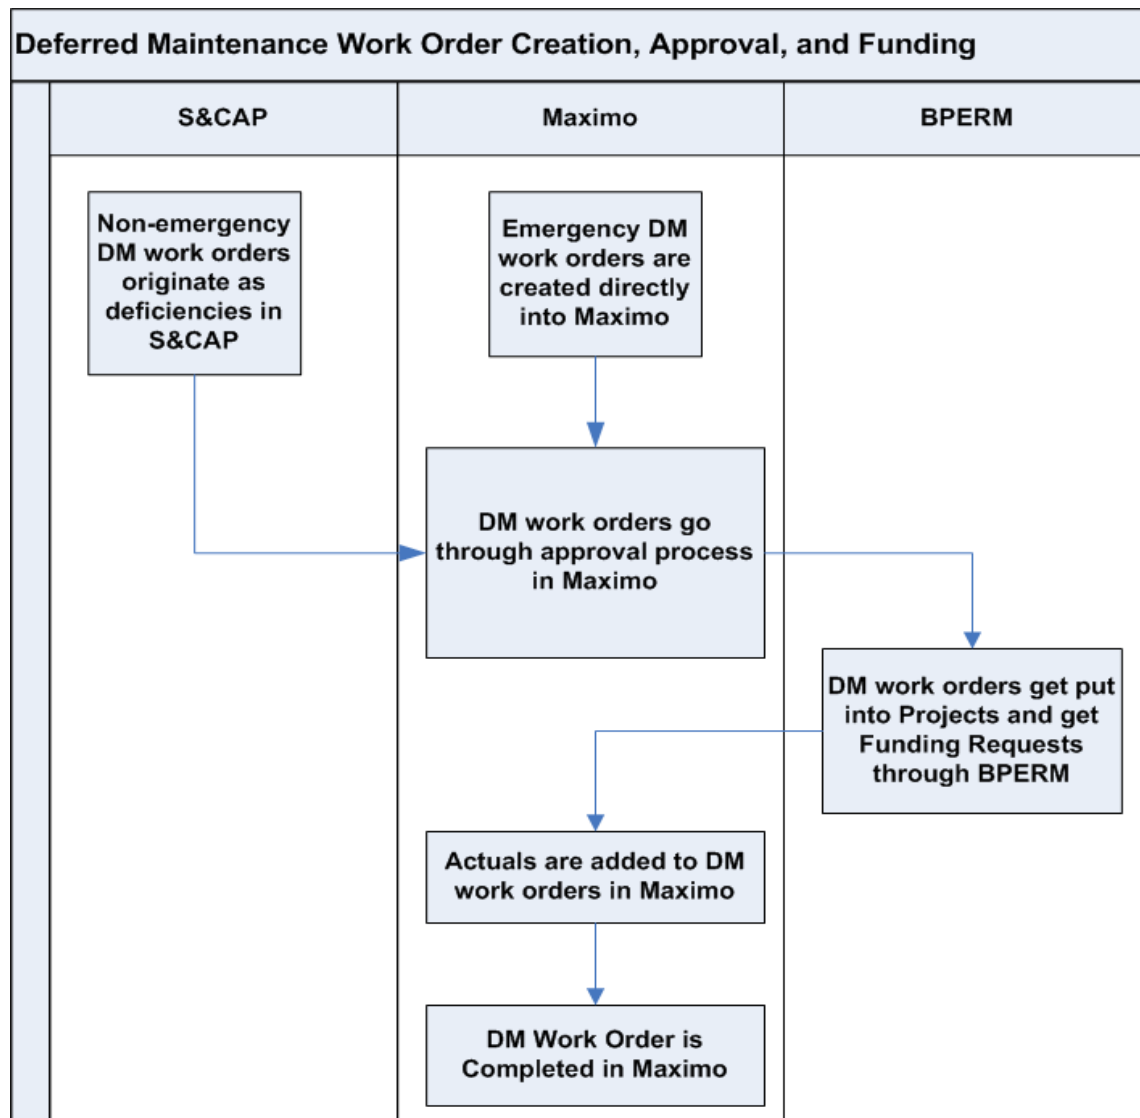 Deferred Maintenance Work Order Creation, Approval, and Funding
S&CAP
Maximo
BPERM
Non-emergency
DM work orders
originate as
deficiencies in
S&CAP
Emergency DM
work orders are
created directly
into Maximo
DM work orders go
through approval process
in Maximo
DM work orders get put
into Projects and get
Funding Requests
through BPERM
Actuals are added to DM
work orders in Maximo
DM Work Order is
Completed in Maximo